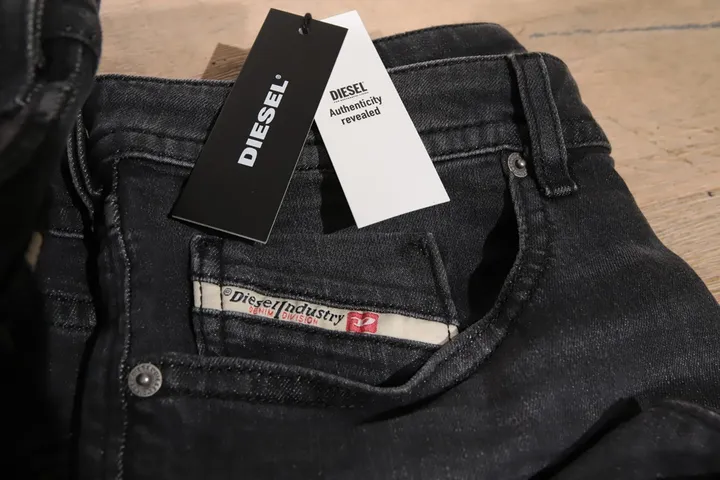 DIESEL®
DIESEL
Authenticity
revealed
©Diesel Industry
DENIM DIVISION